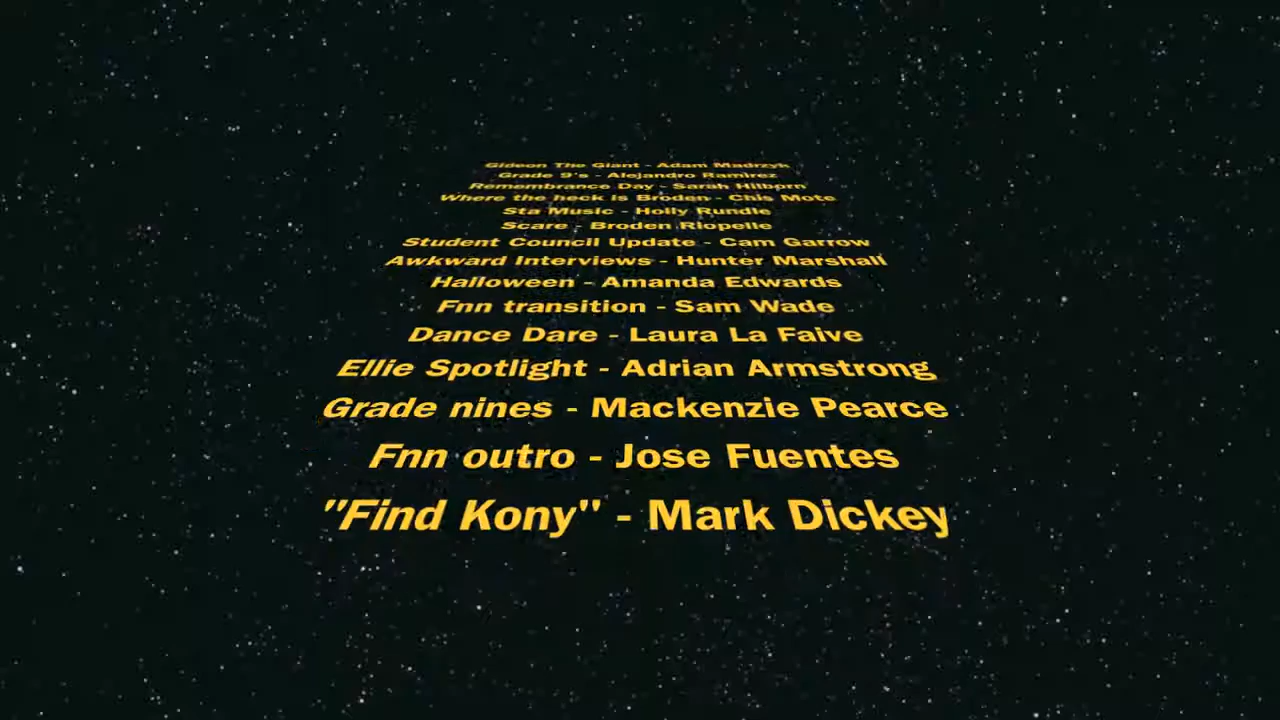 Gideon The Giant - Adam Madrzyk
Grade 9's - Alejandro Ramirez
Remembrance Day - Sarah Hilborn
Where the heck is Broden - Chis Mote
Sta Music - Holly Rundle
Scare - Broden Riopelle
Student Council Update - Cam Garrow
Awkward Interviews - Hunter Marshall
Halloween - Amanda Edwards
Fnn transition - Sam Wade
Dance Dare - Laura La Faive
Ellie Spotlight - Adrian Armstrong
Grade nines - Mackenzie Pearce
Fnn outro - Jose Fuentes
"Find Kony" - Mark Dickey